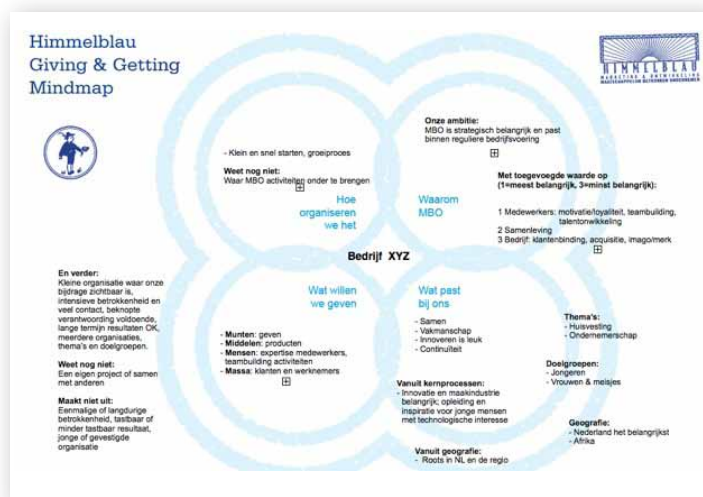 Himmelblau
Giving & Getting
Mindmap
HIMMELBLAU
MARKETING & ONTWIKKELING
MAATSCHAPPELIJK BETROKKEN ONDERNEMEN
- Klein en snel starten, groeiproces
Weet nog niet:
Waar MBO activiteiten onder te brengen
Hoe
organiseren
we het
Onze ambitie:
MBO is strategisch belangrijk en past
binnen reguliere bedrijfsvoering
Waarom
MBO
Met toegevoegde waarde op
(1=meest belangrijk, 3=minst belangrijk):
1 Medewerkers: motivatie/loyaliteit, teambuilding,
talentontwikkeling
2 Samenleving
3 Bedrijf: klantenbinding, acquisitie, imago/merk
Bedrijf XYZ
En verder:
Kleine organisatie waar onze
bijdrage zichtbaar is,
intensieve betrokkenheid en
veel contact, beknopte
verantwoording voldoende,
lange termijn resultaten OK,
meerdere organisaties,
thema's en doelgroepen.
Weet nog niet:
Een eigen project of samen
met anderen
Maakt niet uit:
Eenmalige of langdurige
betrokkenheid, tastbaar of
minder tastbaar resultaat,
jonge of gevestigde
organisatie
Wat willen
we geven
- Munten: geven
- Middelen: producten
- Mensen: expertise medewerkers,
teambuilding activiteiten
- Massa: klanten en werknemers
Wat past
bij ons
- Samen
- Vakmanschap
- Innoveren is leuk
- Continuïteit
Vanuit kernprocessen:
- Innovatie en maakindustrie
belangrijk; opleiding en
inspiratie voor jonge mensen
met technologische interesse
Vanuit geografie:
- Roots in NL en de regio
Thema's:
- Huisvesting
- Ondernemerschap
Doelgroepen:
- Jongeren
- Vrouwen & meisjes
Geografie:
- Nederland het belangrijkst
- Afrika